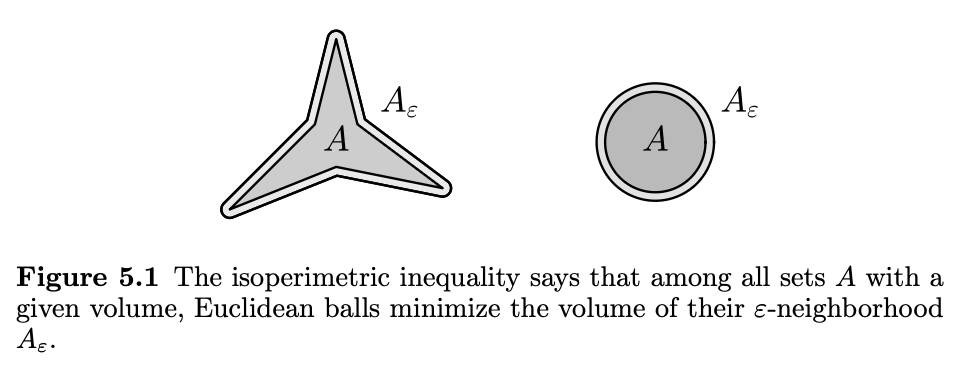 A
A_ε
A
A_ε
Figure 5.1 The isoperimetric inequality says that among all sets A with a
given volume, Euclidean balls minimize the volume of their ε-neighborhood
A_ε.